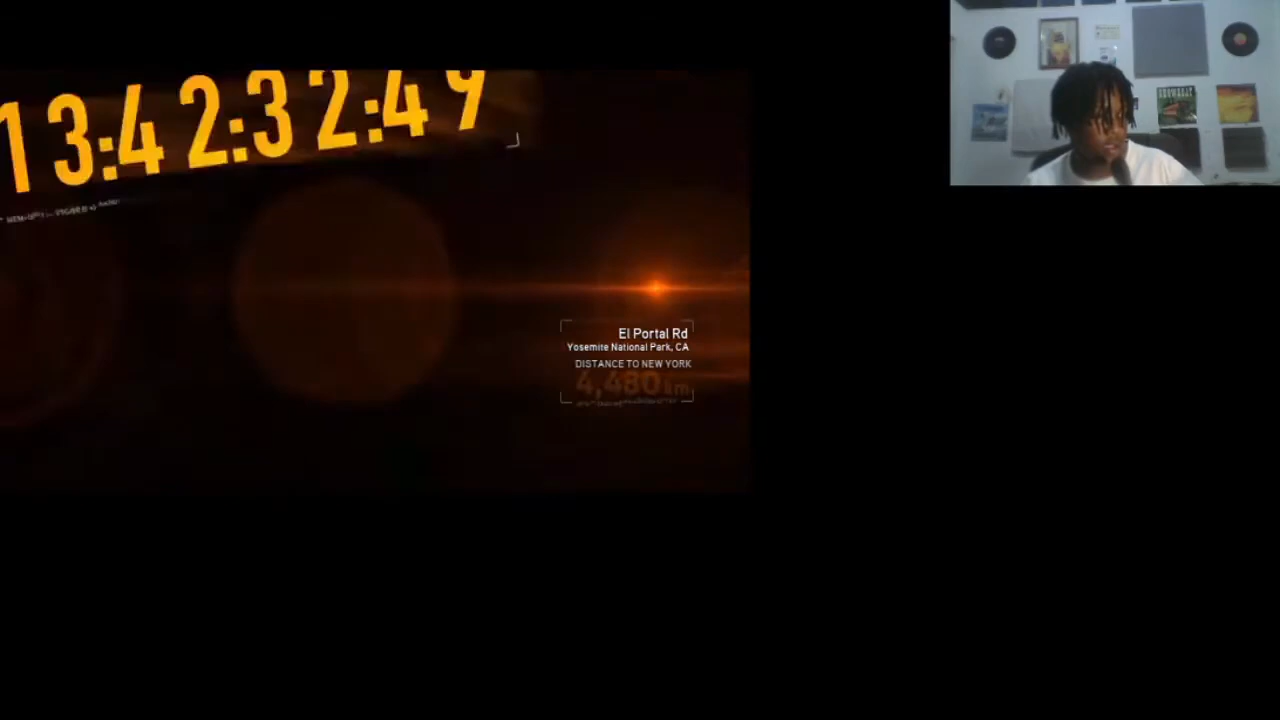 13:42:32:49
El Portal Rd
Yosemite National Park, CA
DISTANCE TO NEW YORK
4,480 km